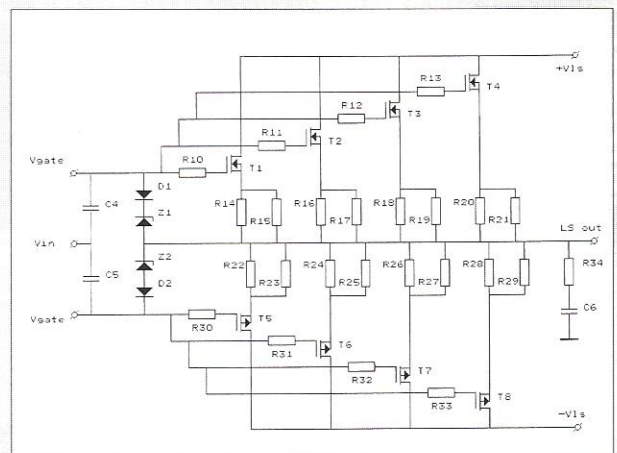 +Vls
R13
T4
R12
T3
R11
T2
Vgate
R10
T1
D1
C4
Z1
R14
R15
R16
R17
R18
R19
R20
R21
LS out
Vin
Z2
C5
D2
R22
R23
R24
R25
R26
R27
R28
R29
R34
C6
Vgate
R30
T5
R31
T6
R32
T7
R33
T8
-Vls